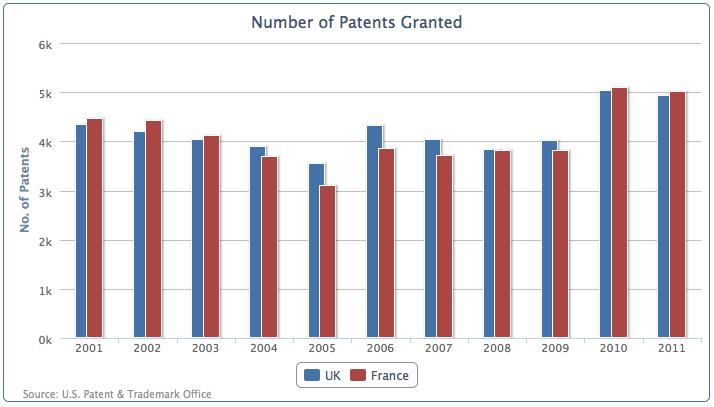 Number of Patents Granted
6k
5k
4k
3k
2k
1k
0k
No. of Patents
2001 2002 2003 2004 2005 2006 2007 2008 2009 2010 2011
UK France
Source: U.S. Patent & Trademark Office